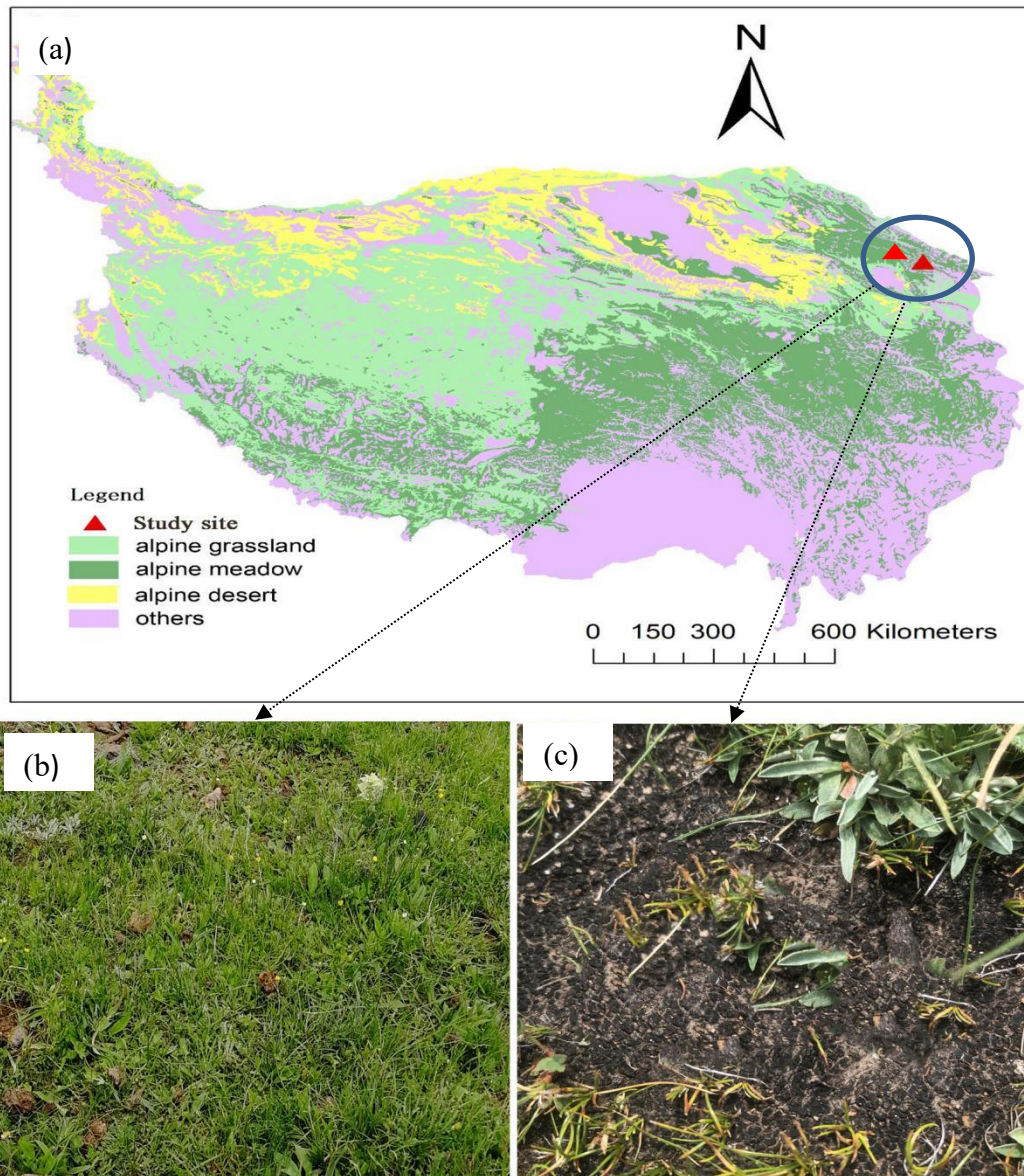 (a)
N
Legend
Study site
alpine grassland
alpine meadow
alpine desert
others
0 150 300 600 Kilometers
(b)
(c)